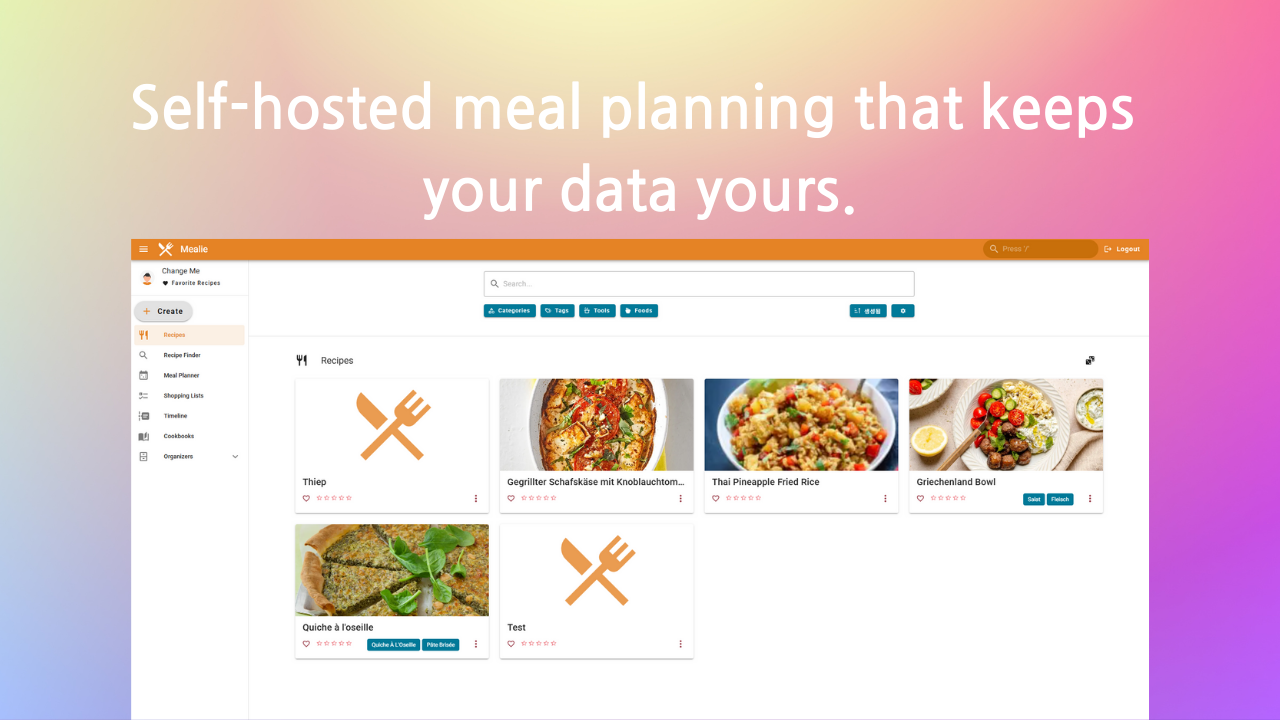 Self-hosted meal planning that keeps
your data yours.
Mealie
Press '/'
Logout
Change Me
Favorite Recipes
Create
Recipes
Recipe Finder
Meal Planner
Shopping Lists
Timeline
Cookbooks
Organizers
Search...
Categories
Tags
Tools
Foods
생성됨
Recipes
Thiep
Gegrillter Schafskäse mit Knoblauchtom...
Thai Pineapple Fried Rice
Griechenland Bowl
Salat
Fleisch
Quiche à l'oseille
Quiche À L'Oseille
Pâte Brisée
Test